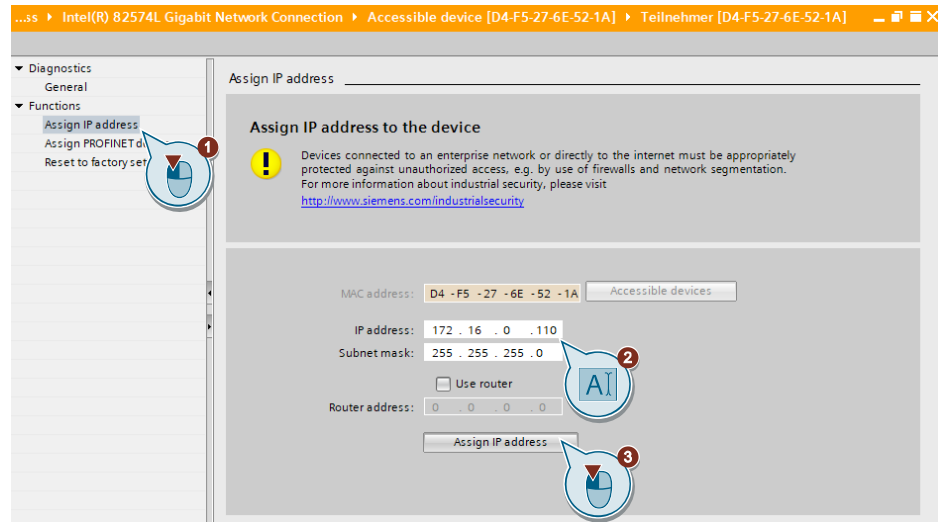 ...ss ▸ Intel(R) 82574L Gigabit Network Connection ▸ Accessible device [D4-F5-27-6E-52-1A] ▸ Teilnehmer [D4-F5-27-6E-52-1A]
Diagnostics
General
Functions
Assign IP address
Assign PROFINET d
Reset to factory set
1
Assign IP address
Assign IP address to the device
Devices connected to an enterprise network or directly to the internet must be appropriately
protected against unauthorized access, e.g. by use of firewalls and network segmentation.
For more information about industrial security, please visit
http://www.siemens.com/industrialsecurity
MAC address: D4 -F5 -27 -6E -52 -1A Accessible devices
IP address: 172 . 16 . 0 . 110
Subnet mask: 255 . 255 . 255 . 0
2
AI
Use router
Router address: 0 . 0 . 0 . 0
Assign IP address
3